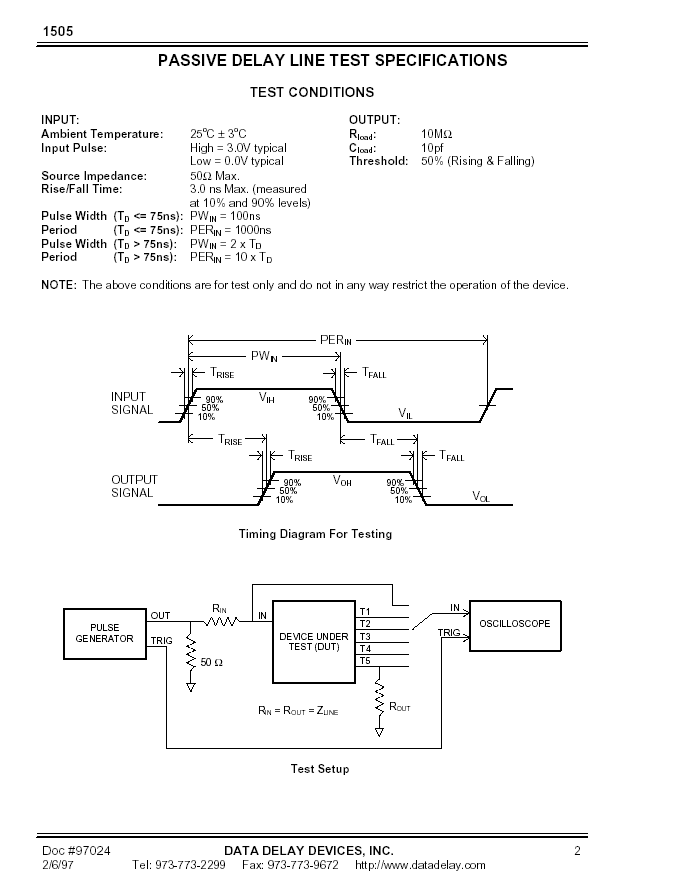 1505
PASSIVE DELAY LINE TEST SPECIFICATIONS
TEST CONDITIONS
INPUT:
Ambient Temperature: 25°C ± 3°C
Input Pulse: High = 3.0V typical
Low = 0.0V typical
Source Impedance: 50Ω Max.
Rise/Fall Time: 3.0 ns Max. (measured
at 10% and 90% levels)
Pulse Width (TD <= 75ns): PWIN = 100ns
Period (TD <= 75ns): PERIN = 1000ns
Pulse Width (TD > 75ns): PWIN = 2 x TD
Period (TD > 75ns): PERIN = 10 x TD
OUTPUT:
Rload: 10MΩ
Cload: 10pf
Threshold: 50% (Rising & Falling)
NOTE: The above conditions are for test only and do not in any way restrict the operation of the device.
PERIN
PWIN
TRISE
TFALL
INPUT
SIGNAL
90%
50%
10%
VIH
90%
50%
10%
VIL
TRISE
TFALL
TRISE
TFALL
OUTPUT
SIGNAL
90%
50%
10%
VOH
90%
50%
10%
VOL
Timing Diagram For Testing
PULSE
GENERATOR
OUT
TRIG
RIN
50 Ω
IN
DEVICE UNDER
TEST (DUT)
T1
T2
T3
T4
T5
IN
TRIG
OSCILLOSCOPE
ROUT
RIN = ROUT = ZLINE
Test Setup
Doc #97024 DATA DELAY DEVICES, INC. 2
2/6/97 Tel: 973-773-2299 Fax: 973-773-9672 http://www.datadelay.com